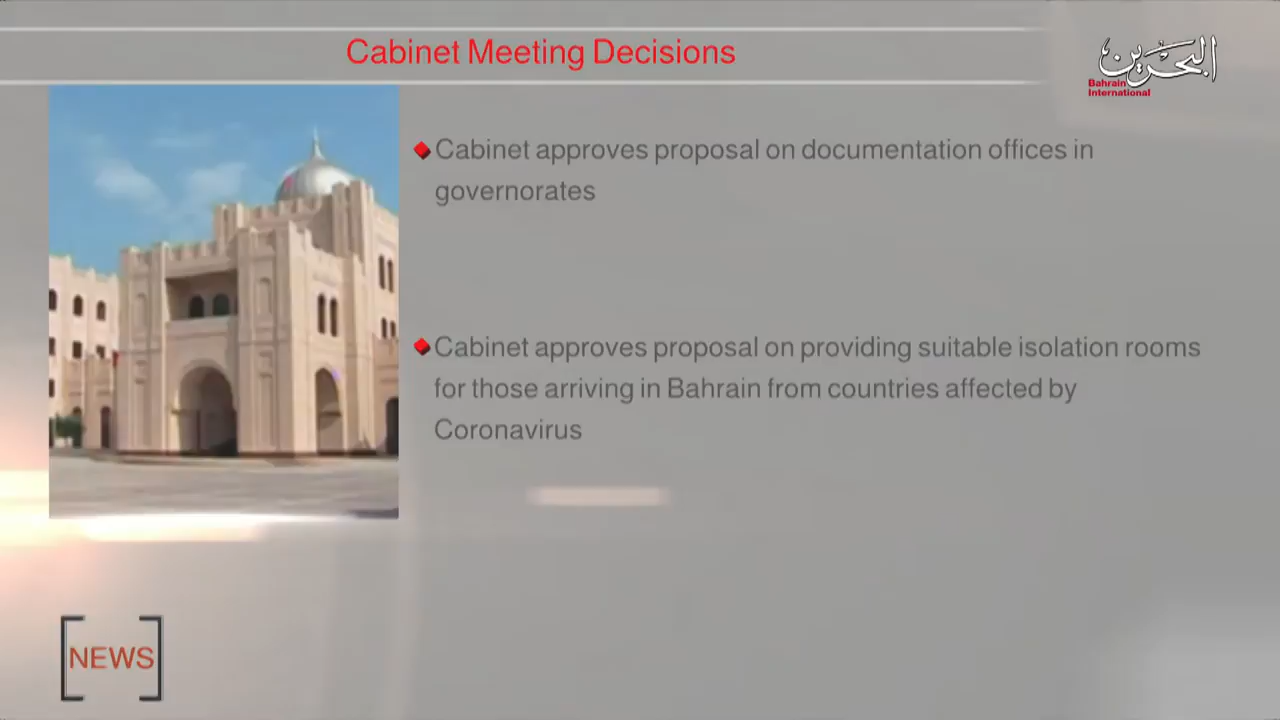 Cabinet Meeting Decisions
البحرين
Bahrain
International
Cabinet approves proposal on documentation offices in
governorates
Cabinet approves proposal on providing suitable isolation rooms
for those arriving in Bahrain from countries affected by
Coronavirus
NEWS